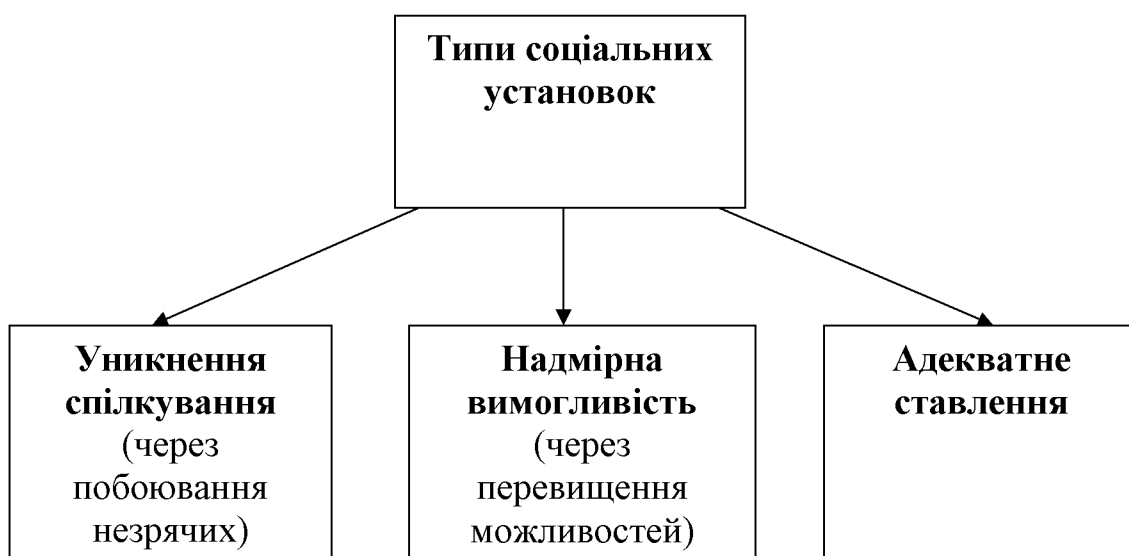 Типи соціальних
установок
Уникнення
спілкування
(через
побоювання
незрячих)
Надмірна
вимогливість
(через
перевищення
можливостей)
Адекватне
ставлення